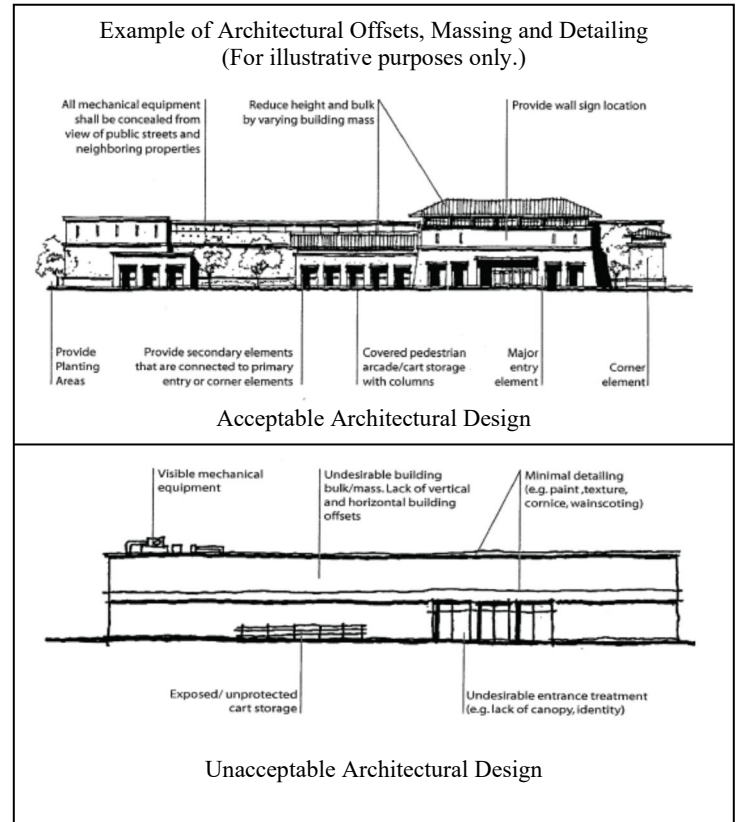 Example of Architectural Offsets, Massing and Detailing
(For illustrative purposes only.)
All mechanical equipment
shall be concealed from
view of public streets and
neighboring properties
Reduce height and bulk
by varying building mass
Provide wall sign location
Provide
Planting
Areas
Provide secondary elements
that are connected to primary
entry or corner elements
Covered pedestrian
arcade/cart storage
with columns
Major
entry
element
Corner
element
Acceptable Architectural Design
Visible mechanical
equipment
Undesirable building
bulk/mass. Lack of vertical
and horizontal building
offsets
Minimal detailing
(e.g. paint ,texture,
cornice, wainscoting)
Exposed/ unprotected
cart storage
Undesirable entrance treatment
(e.g. lack of canopy, identity)
Unacceptable Architectural Design